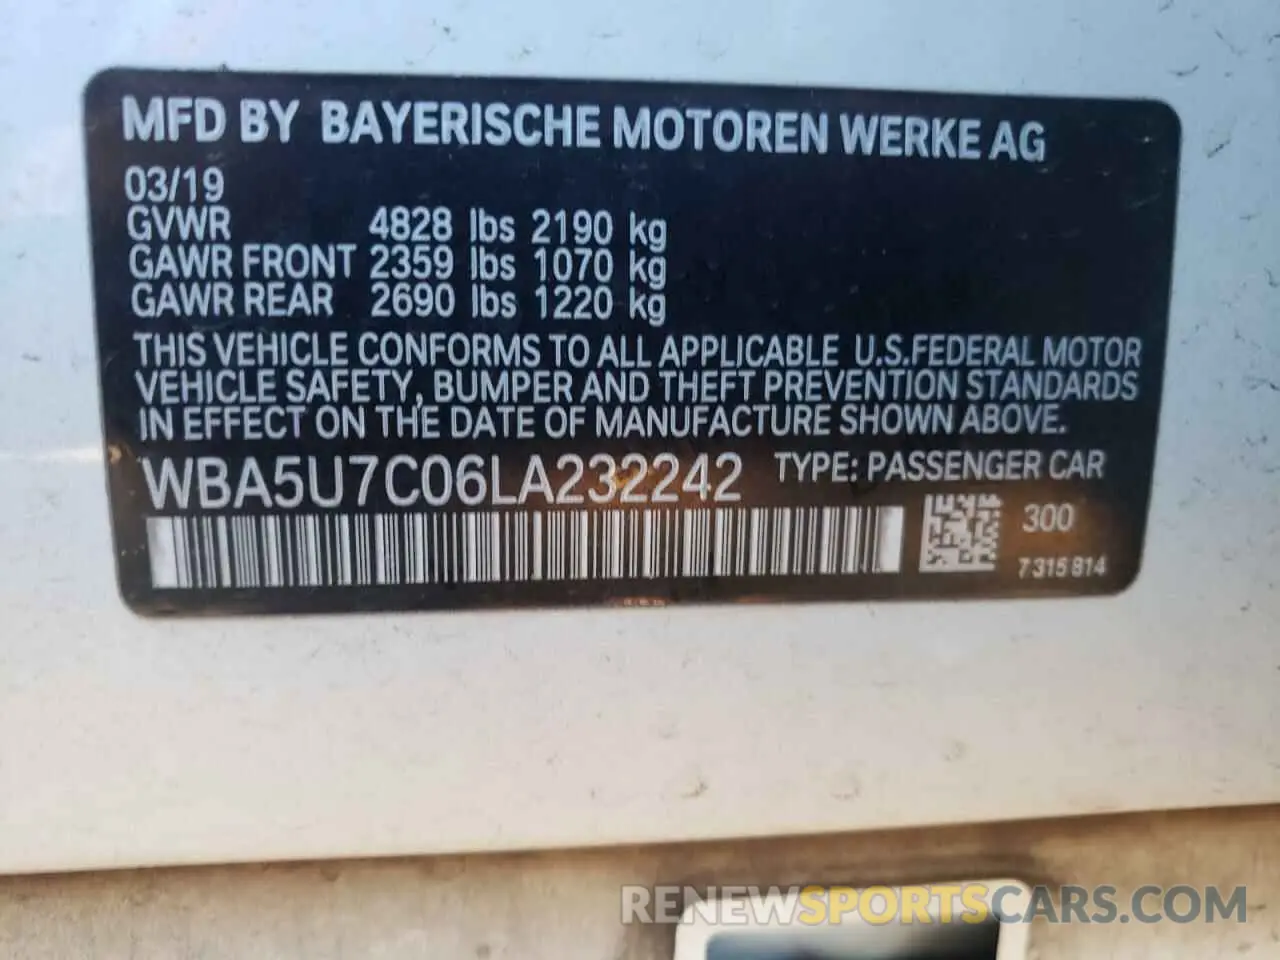 MFD BY BAYERISCHE MOTOREN WERKE AG
03/19
GVWR 4828 lbs 2190 kg
GAWR FRONT 2359 lbs 1070 kg
GAWR REAR 2690 lbs 1220 kg
THIS VEHICLE CONFORMS TO ALL APPLICABLE U.S.FEDERAL MOTOR
VEHICLE SAFETY, BUMPER AND THEFT PREVENTION STANDARDS
IN EFFECT ON THE DATE OF MANUFACTURE SHOWN ABOVE.
WBA5U7C06LA232242 TYPE: PASSENGER CAR
300
7 315 814
RENEWSPORTSCARS.COM